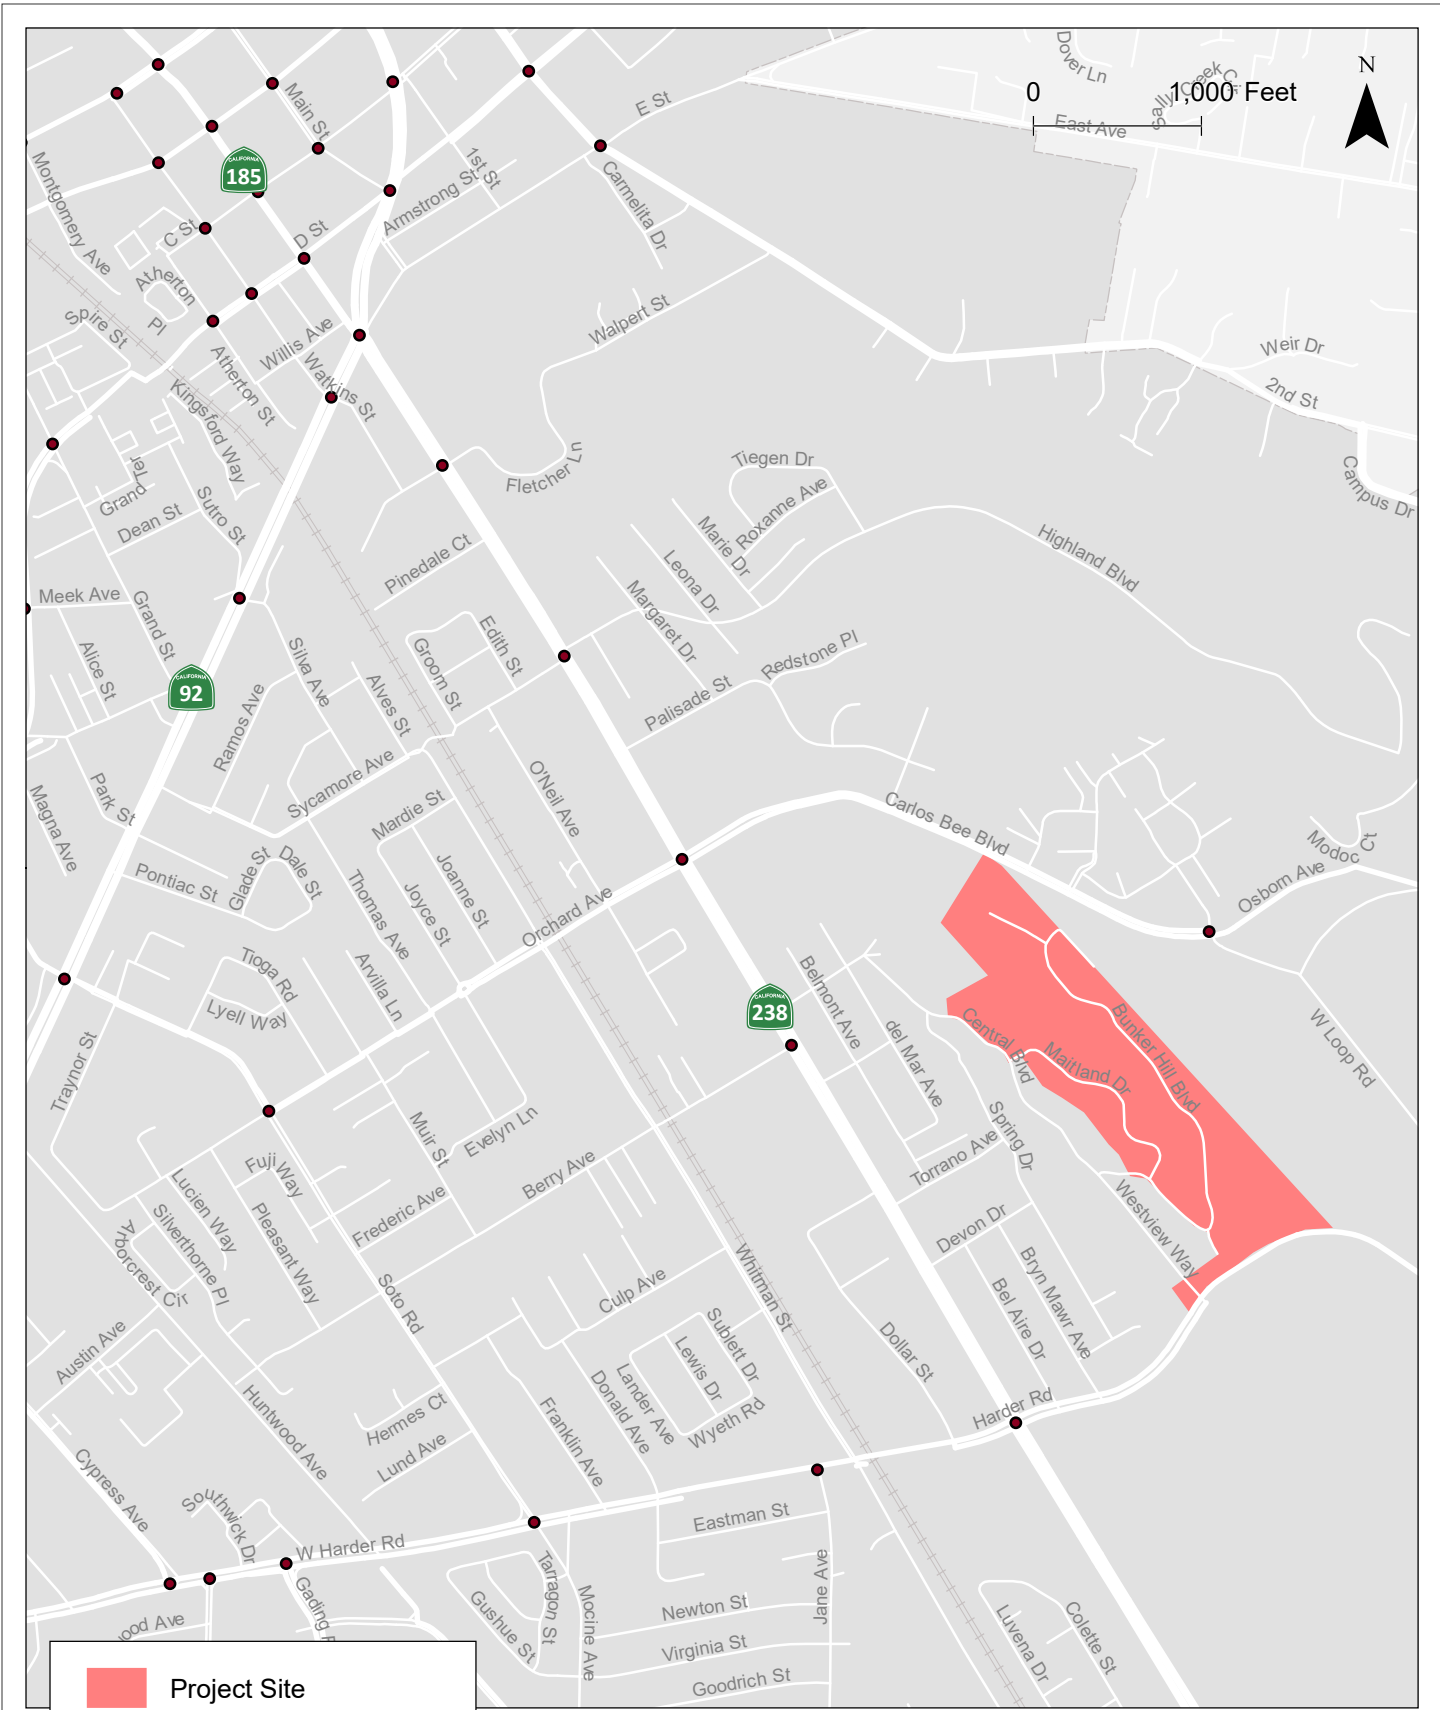 Dover Ln
Sally Creek Cir
N
0
1,000 Feet
East Ave
E St
Main St
Montgomery Ave
CALIFORNIA
185
1st St
Armstrong St
Carmelita Dr
C St
D St
Atherton Pl
Spire St
Willis Ave
Walpert St
Weir Dr
2nd St
Watkins St
Atherton St
Kingsford Way
Fletcher Ln
Tiegen Dr
Roxanne Ave
Campus Dr
Grand Ter
Dean St
Sutro St
Marie Dr
Highland Blvd
Pinedale Ct
Leona Dr
Margaret Dr
Meek Ave
Grand St
Edith St
Groom St
Alice St
CALIFORNIA
92
Silva Ave
Alves St
Ramos Ave
Redstone Pl
Palisade St
Sycamore Ave
O'Neil Ave
Mardie St
Park St
Magna Ave
Carlos Bee Blvd
Modoc Ct
Osborn Ave
Pontiac St
Glade St
Dale St
Thomas Ave
Joyce St
Joanne St
Orchard Ave
Tioga Rd
Lyell Way
Arvilla Ln
CALIFORNIA
238
Belmont Ave
del Mar Ave
Central Blvd
Maitland Dr
Bunker Hill Blvd
W Loop Rd
Traynor St
Muir St
Evelyn Ln
Spring Dr
Torrano Ave
Fuji Way
Lucien Way
Silverthorne Pl
Pleasant Way
Frederic Ave
Berry Ave
Westview Way
Arborcrest Cir
Devon Dr
Bryn Mawr Ave
Bel Aire Dr
Whitman St
Culp Ave
Soto Rd
Sublett Dr
Lewis Dr
Lander Ave
Donald Ave
Wyeth Rd
Dollar St
Austin Ave
Huntwood Ave
Hermes Ct
Lund Ave
Franklin Ave
Harder Rd
Cypress Ave
Southwick Dr
W Harder Rd
Eastman St
Gading R
Tarragon St
Gushue St
Mocine Ave
Jane Ave
Newton St
Virginia St
Goodrich St
Luvena Dr
Colette St
ood Ave
Project Site